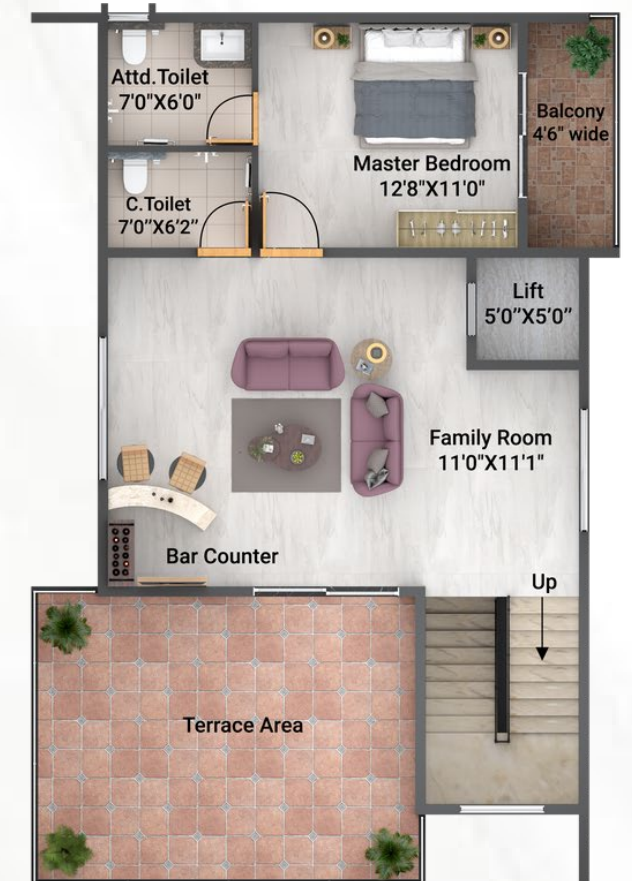 Attd.Toilet
7'0"X6'0"
Balcony
4'6" wide
Master Bedroom
12'8"X11'0"
C.Toilet
7'0’’X6'2’’
Lift
5’0’’X5’0’’
Family Room
11'0"X11'1"
Bar Counter
Up
Terrace Area